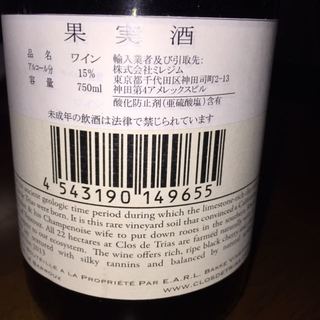 果実酒
品名 ワイン
アルコール分 15%
容量 750ml
輸入業者及び引取先:
株式会社ミレジム
東京都千代田区神田司町2-13
神田第4アメレックスビル
酸化防止剤(亜硫酸塩)含有
未成年の飲酒は法律で禁じられています
4 543190 149655
ancient geologic time period during which the limestone-rich
were born. It is this rare vineyard soil that convinced a
his Champenoise wife to put down roots in the
All 22 hectares at Clos de Trias are farmed
our ecosystem. The wine offers rich, ripe black
with silky tannins and balanced by
à la Propriété Par E.A.R.L. Bakke